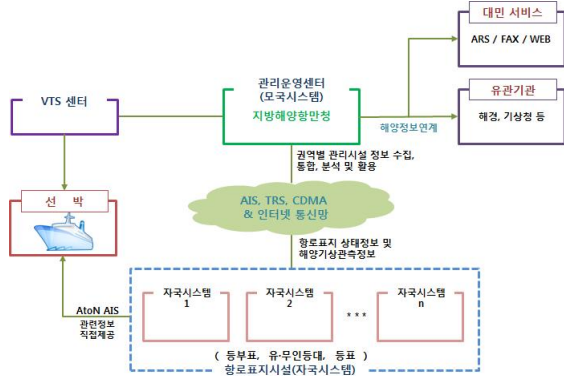 대민 서비스
ARS / FAX / WEB
VTS 센터
관리운영센터
(모국시스템)
지방해양항만청
해양정보연계
유관기관
해경, 기상청 등
권역별 관리시설 정보 수집,
통합, 분석 및 활용
선 박
AIS, TRS, CDMA
& 인터넷 통신망
항로표지 상태정보 및
해양기상관측정보
AtoN AIS
관련정보
직접제공
자국시스템
1
자국시스템
2
* * *
자국시스템
n
( 등부표, 유·무인등대, 등표 )
항로표지시설(자국시스템)